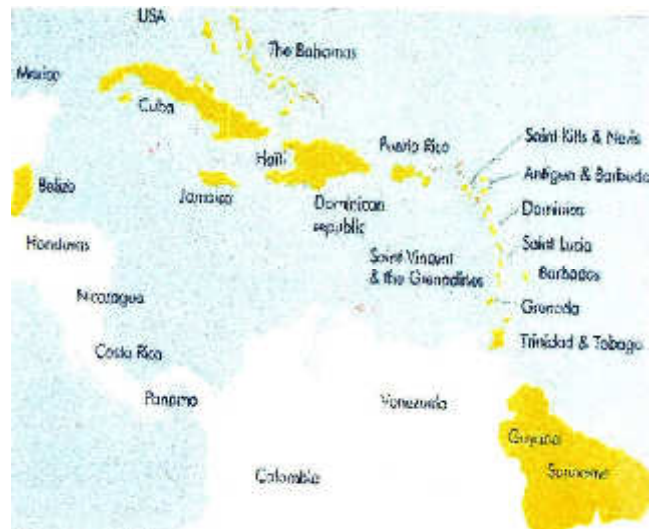 USA
The Bahamas
Mexico
Cuba
Puerto Rico
Saint Kitts & Nevis
Haiti
Antigua & Barbuda
Belize
Jamaica
Dominican
republic
Dominica
Honduras
Saint Vincent
& the Grenadines
Saint Lucia
Barbados
Nicaragua
Grenada
Costa Rica
Trinidad & Tobago
Panama
Venezuela
Guyana
Colombia
Suriname